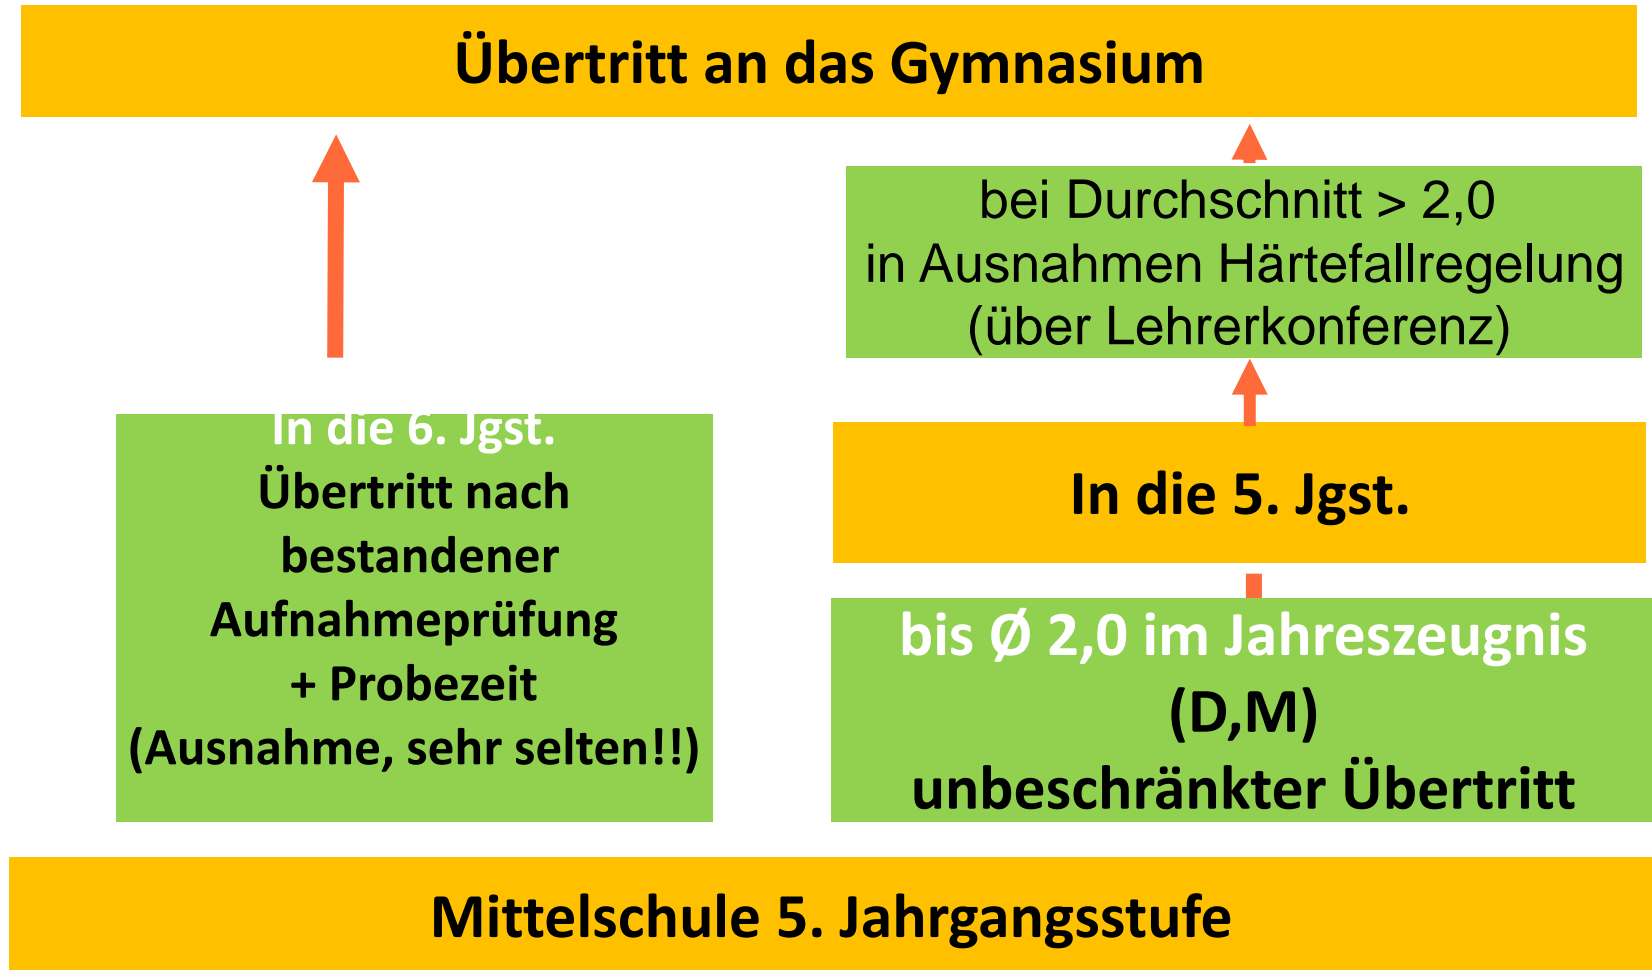 Übertritt an das Gymnasium
bei Durchschnitt > 2,0
in Ausnahmen Härtefallregelung
(über Lehrerkonferenz)
In die 6. Jgst.
Übertritt nach
bestandener
Aufnahmeprüfung
+ Probezeit
(Ausnahme, sehr selten!!)
In die 5. Jgst.
bis Ø 2,0 im Jahreszeugnis
(D,M)
unbeschränkter Übertritt
Mittelschule 5. Jahrgangsstufe